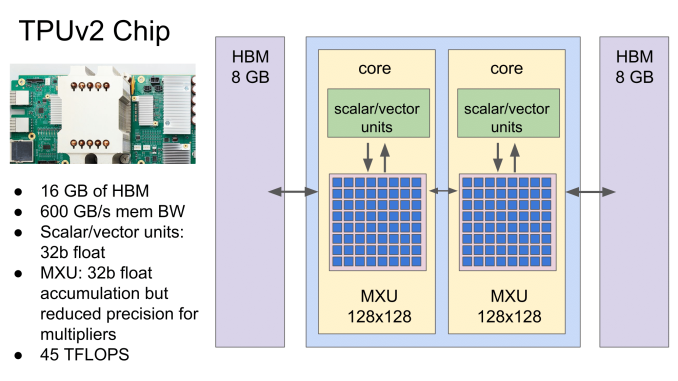 TPUv2 Chip
● 16 GB of HBM
● 600 GB/s mem BW
● Scalar/vector units:
32b float
● MXU: 32b float
accumulation but
reduced precision for
multipliers
● 45 TFLOPS
HBM
8 GB
core
scalar/vector
units
MXU
128x128
core
scalar/vector
units
MXU
128x128
HBM
8 GB